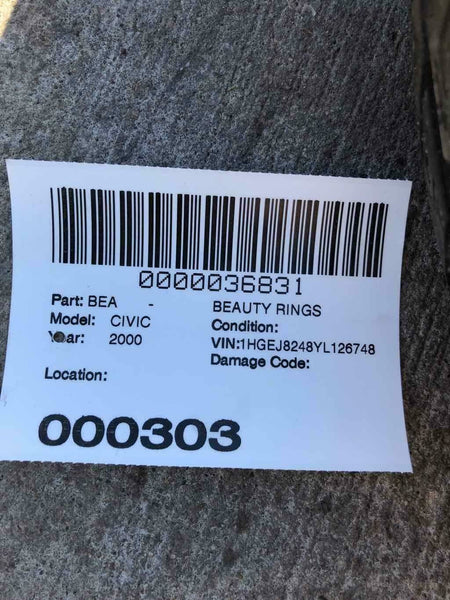 0000036831
Part: BEA - BEAUTY RINGS
Model: CIVIC Condition:
Year: 2000 VIN:1HGEJ8248YL126748
Damage Code:
Location:
000303